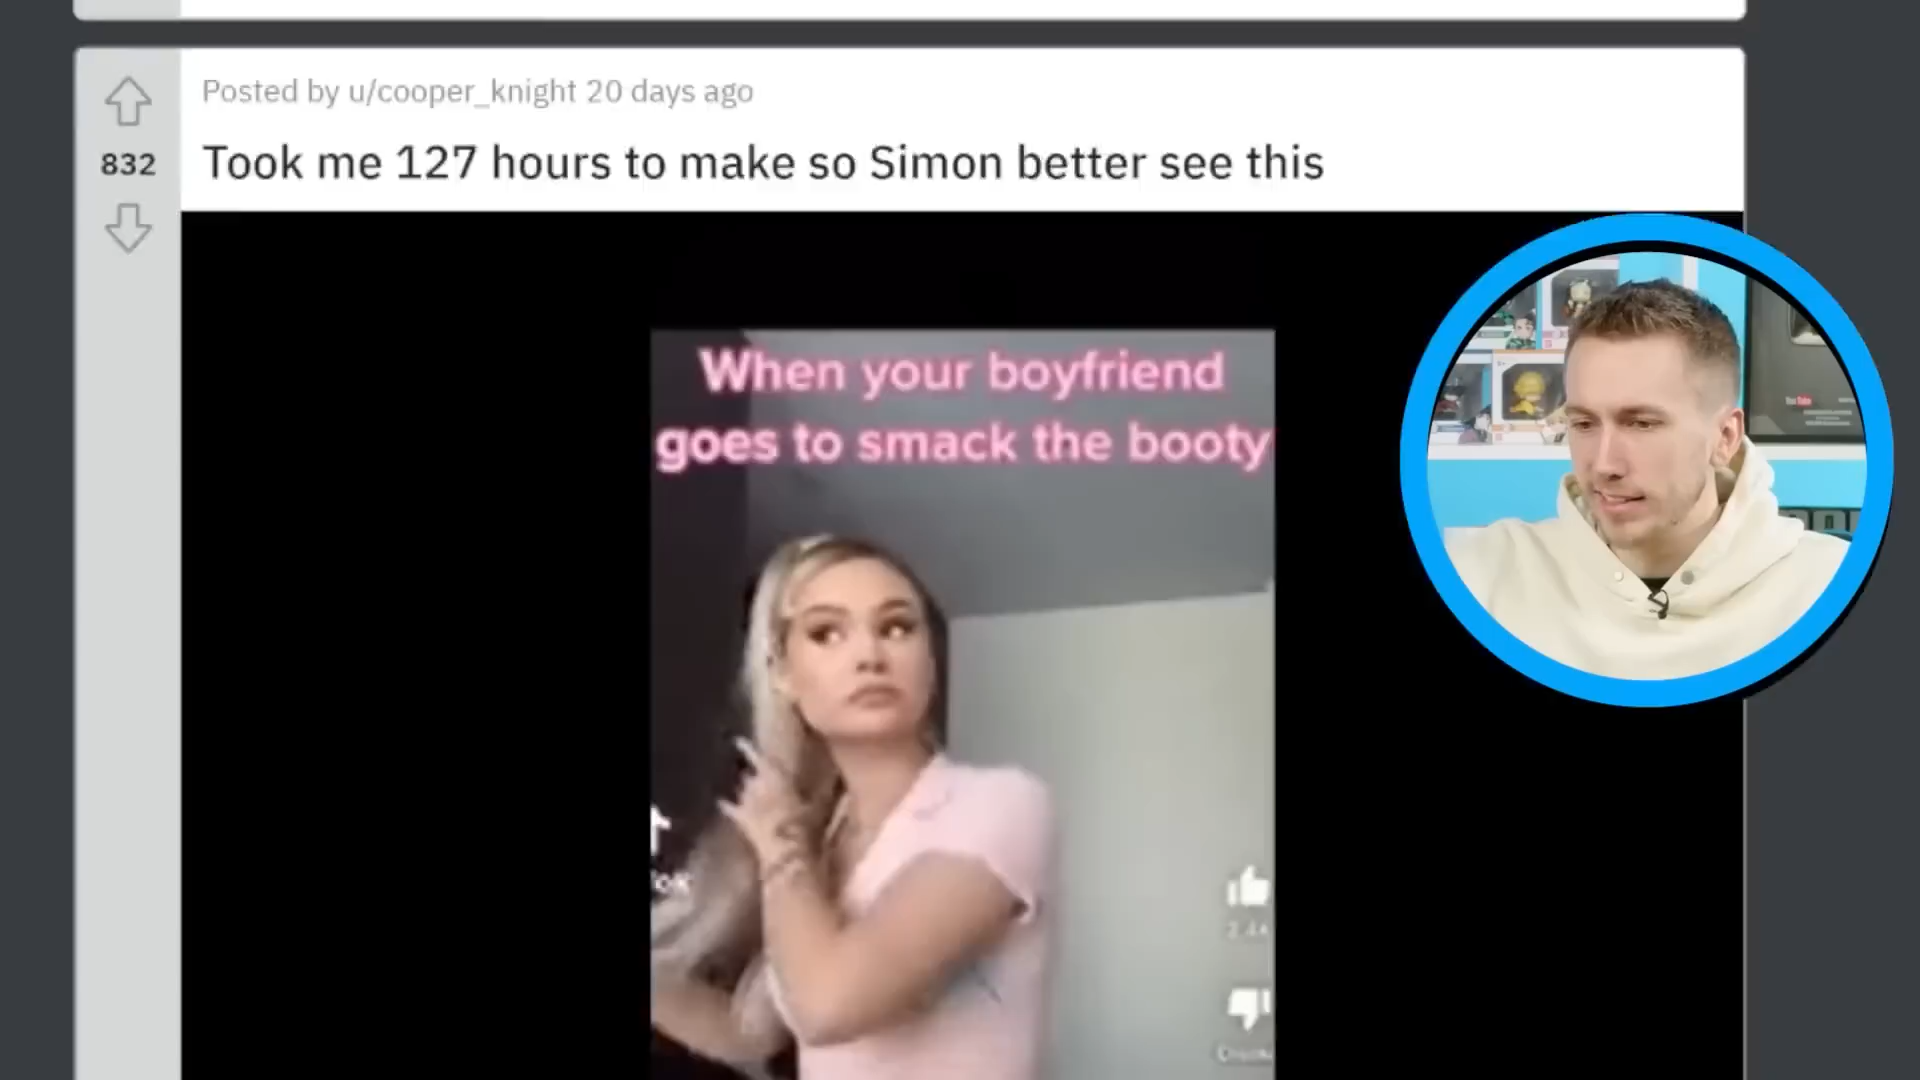 Posted by u/cooper_knight 20 days ago
832
Took me 127 hours to make so Simon better see this
When your boyfriend
goes to smack the booty
YouTube